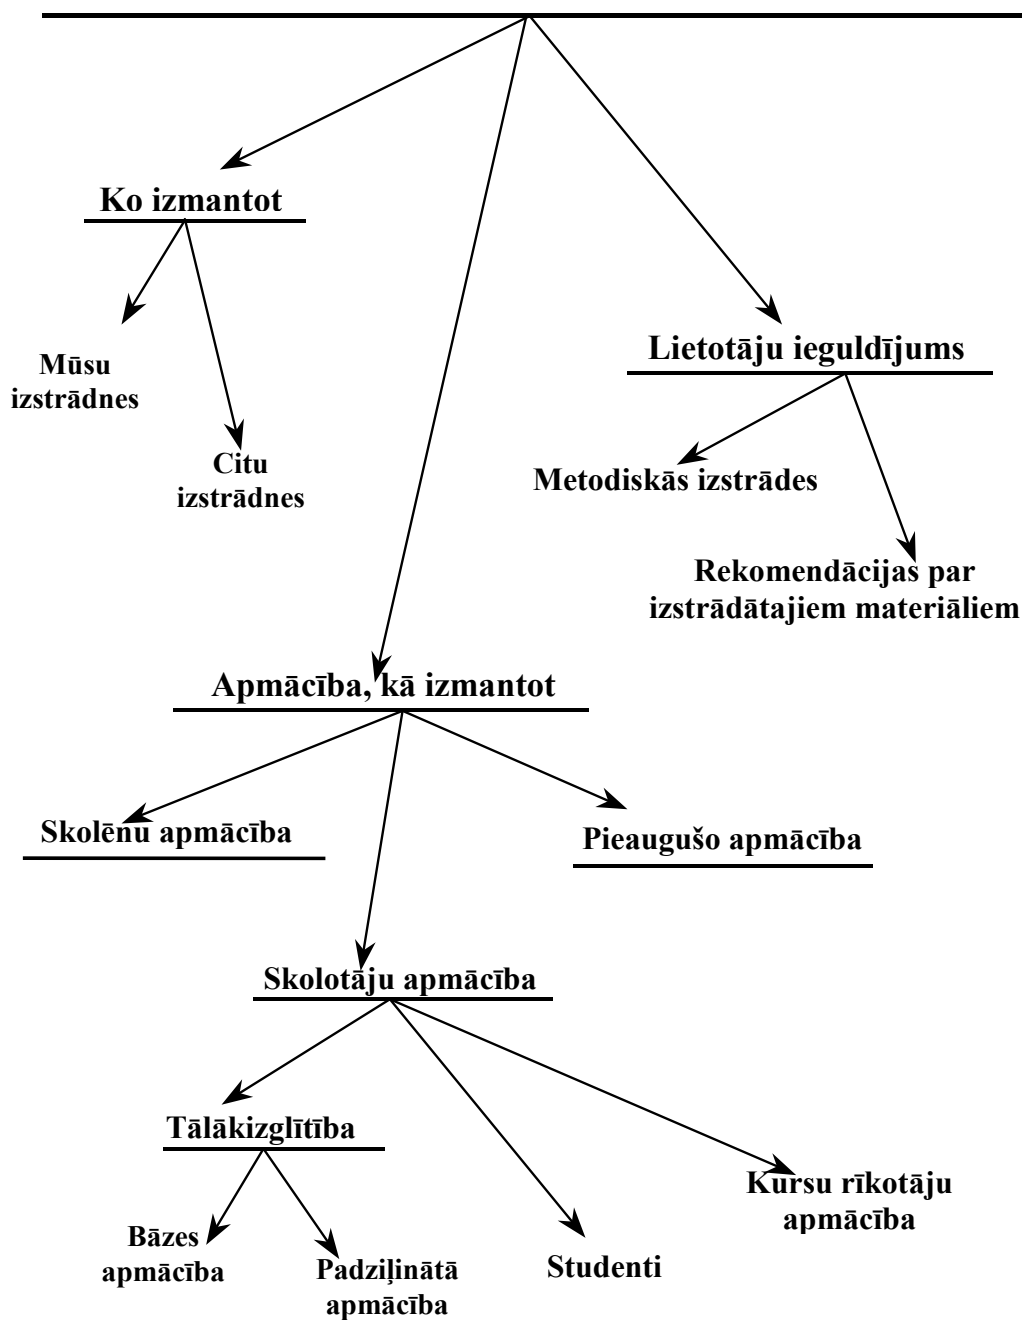 Ko izmantot
Mūsu
izstrādnes
Citu
izstrādnes
Lietotāju ieguldījums
Metodiskās izstrādes
Rekomendācijas par
izstrādātajiem materiāliem
Apmācība, kā izmantot
Skolēnu apmācība
Pieaugušo apmācība
Skolotāju apmācība
Tālākizglītība
Bāzes
apmācība
Padziļinātā
apmācība
Studenti
Kursu rīkotāju
apmācība